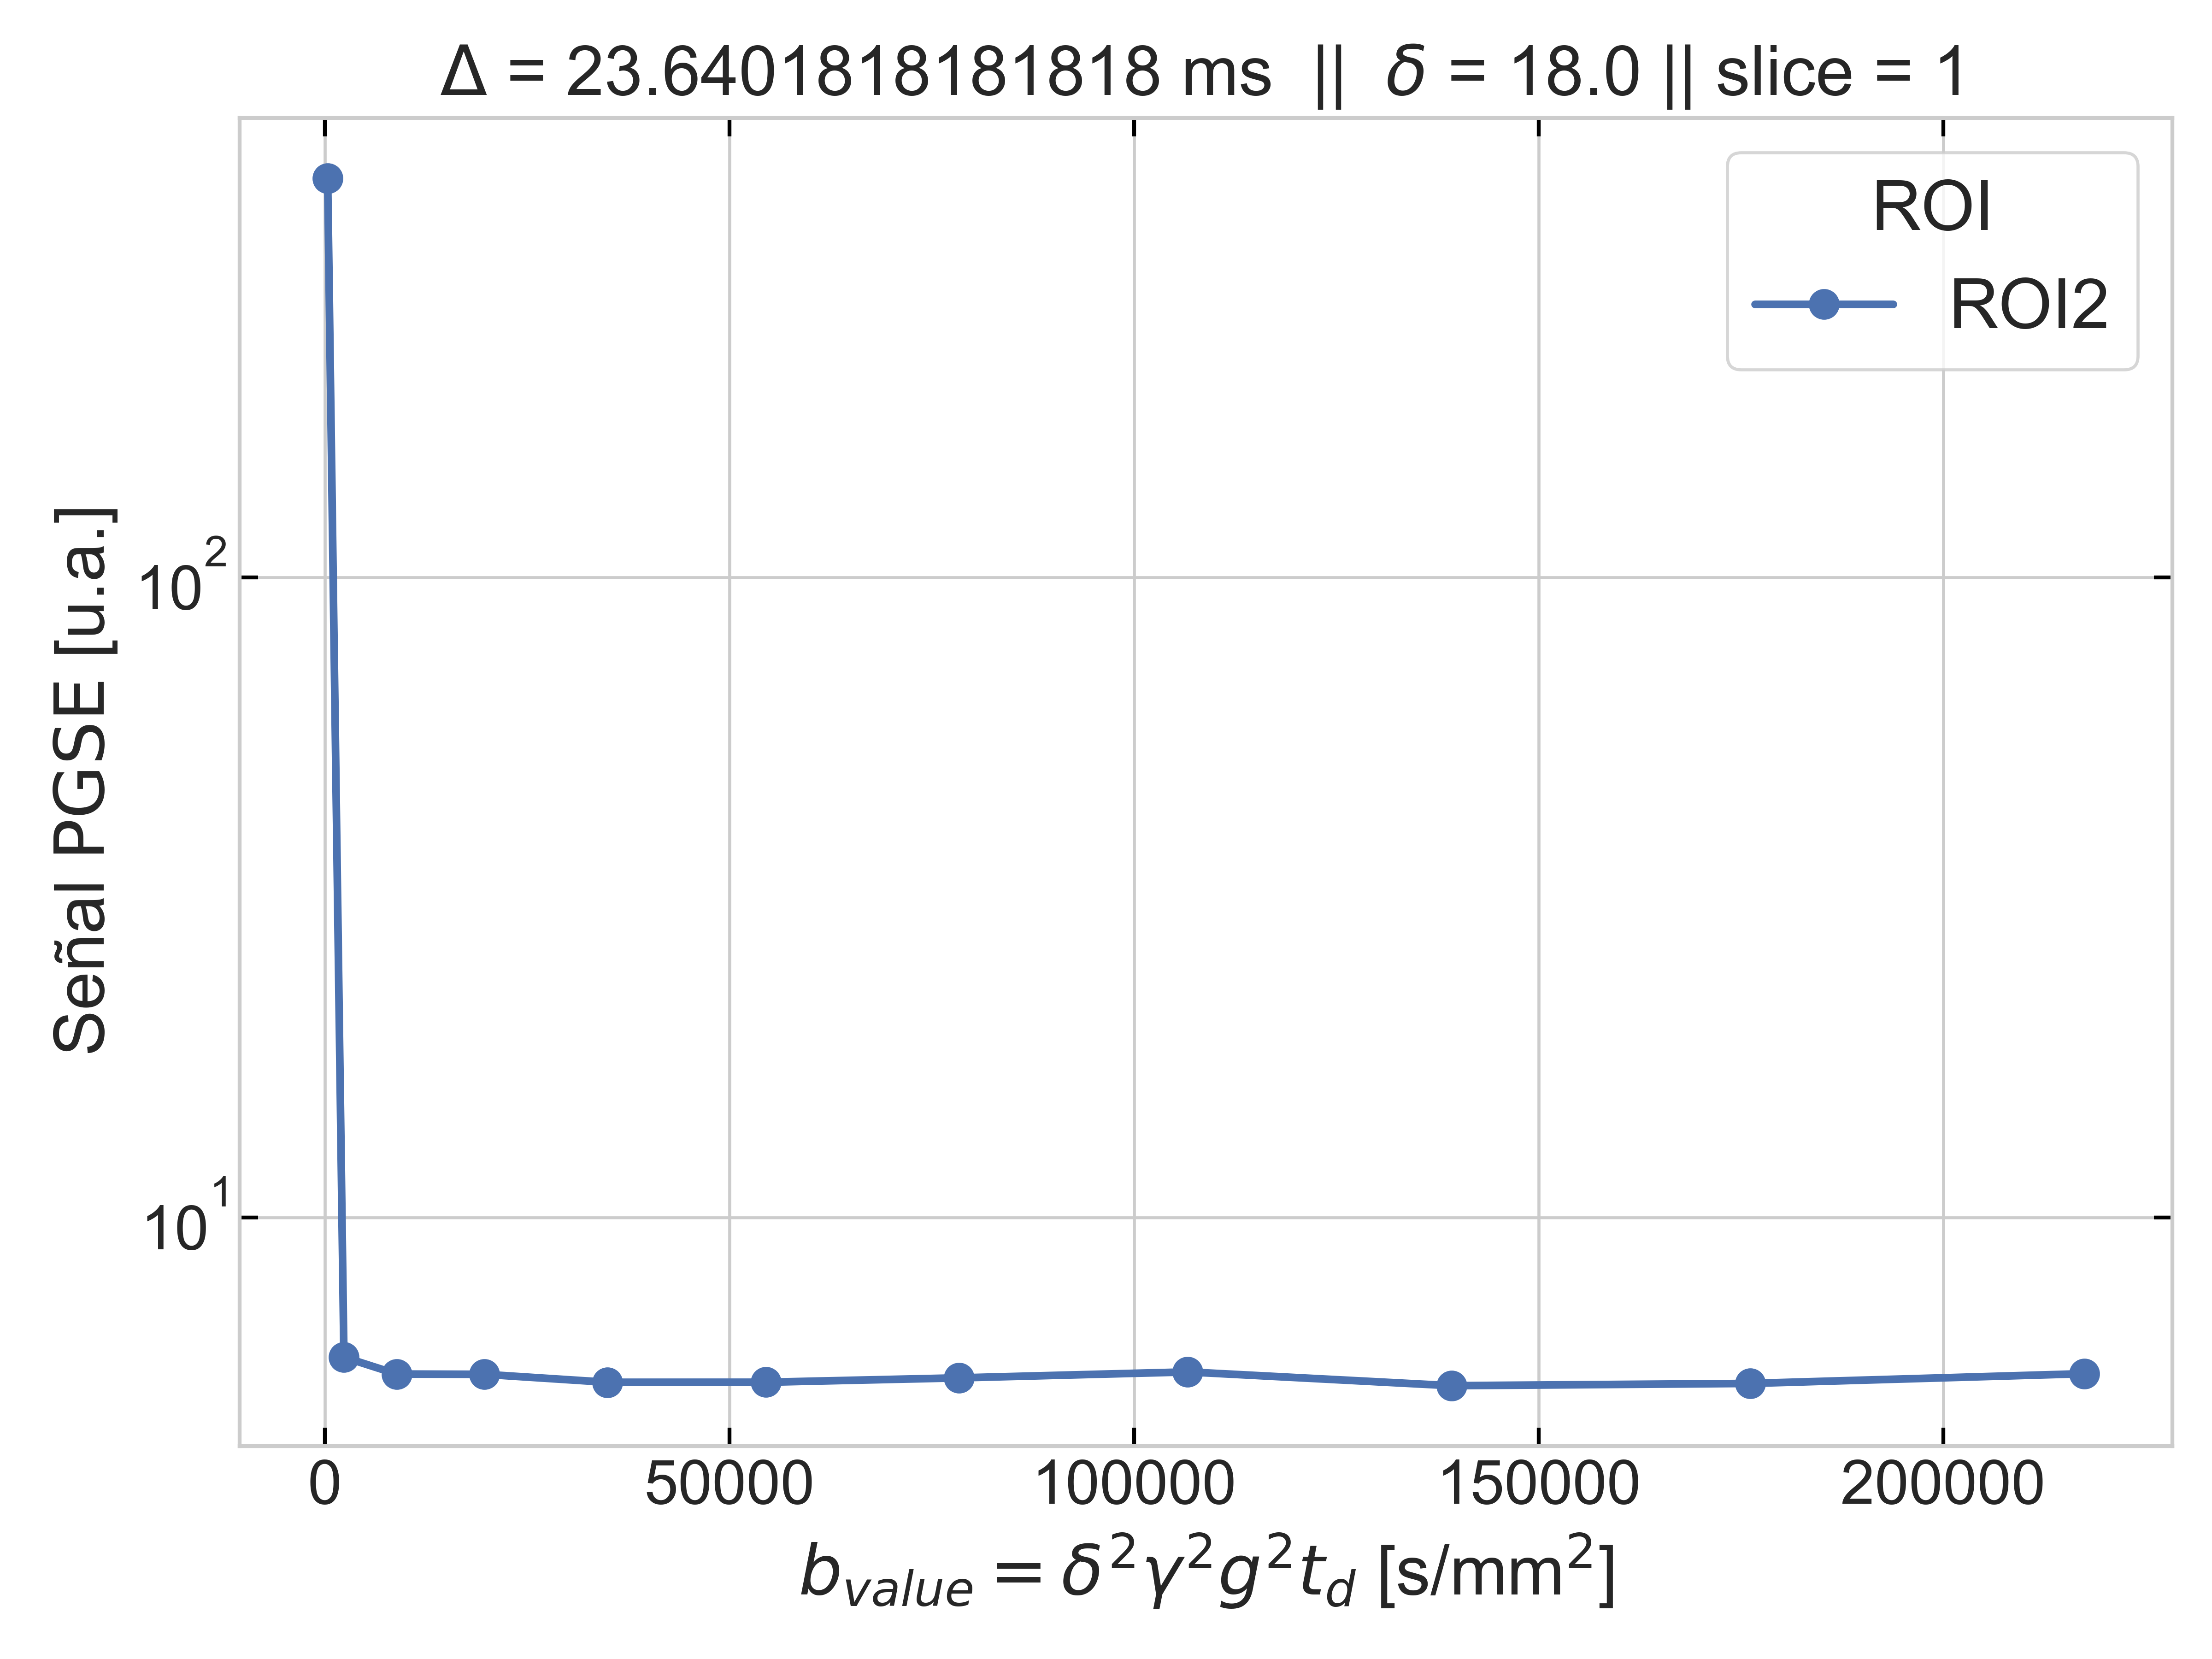 Δ = 23.640181818181818 ms || δ = 18.0 || slice = 1
ROI
ROI2
Señal PGSE [u.a.]
10²
10¹
0 50000 100000 150000 200000
b_value = δ²γ²g²t_d [s/mm²]